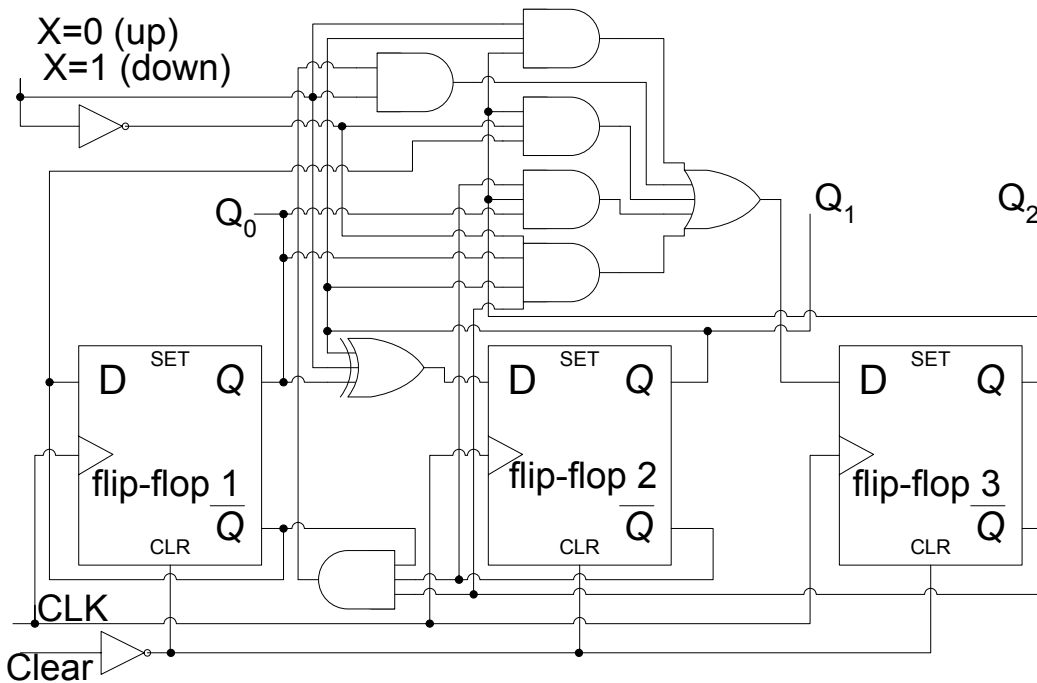 X=0 (up)
X=1 (down)
Q0
Q1
Q2
SET
D Q
flip-flop 1
Q
CLR
SET
D Q
flip-flop 2
Q
CLR
SET
D Q
flip-flop 3
Q
CLR
CLK
Clear